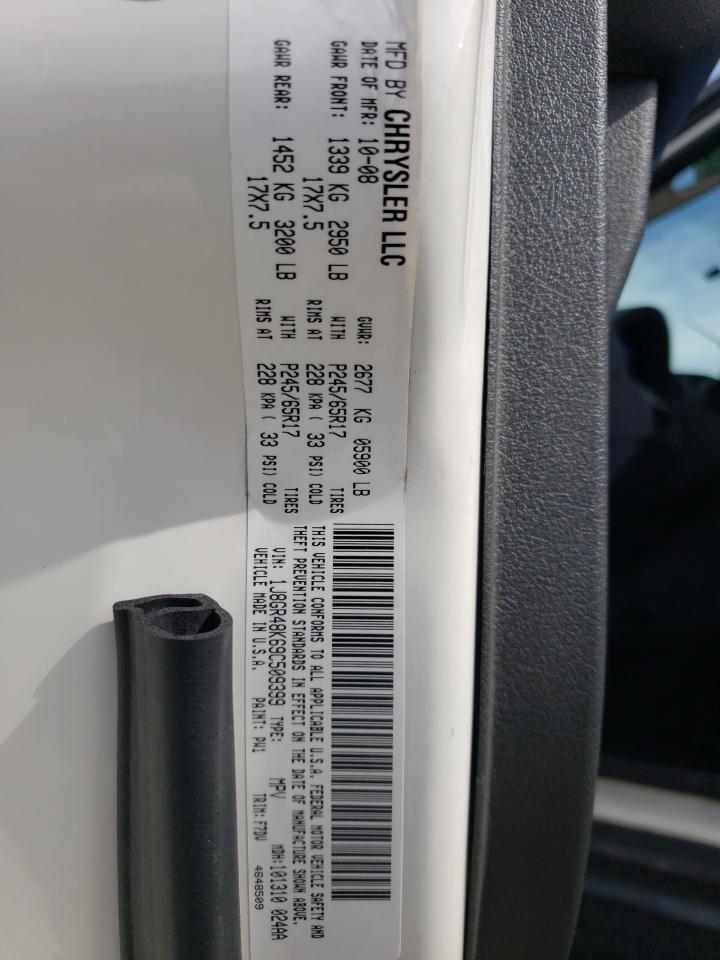 MFD BY CHRYSLER LLC
DATE OF MFR: 10-08 GVWR: 2677 KG 05900 LB
GAWR FRONT: 1339 KG 2950 LB WITH P245/65R17 TIRES
17X7.5 RIMS AT 228 KPA ( 33 PSI) COLD
GAWR REAR: 1452 KG 3200 LB WITH P245/65R17 TIRES
17X7.5 RIMS AT 228 KPA ( 33 PSI) COLD
THIS VEHICLE CONFORMS TO ALL APPLICABLE U.S.A. FEDERAL MOTOR VEHICLE SAFETY AND
THEFT PREVENTION STANDARDS IN EFFECT ON THE DATE OF MANUFACTURE SHOWN ABOVE.
VIN: 1J8GR48K69C509399 TYPE: MPV MDH: 101310 024AA
VEHICLE MADE IN U.S.A. PAINT: PW1 TRIM: F7DV 4648509